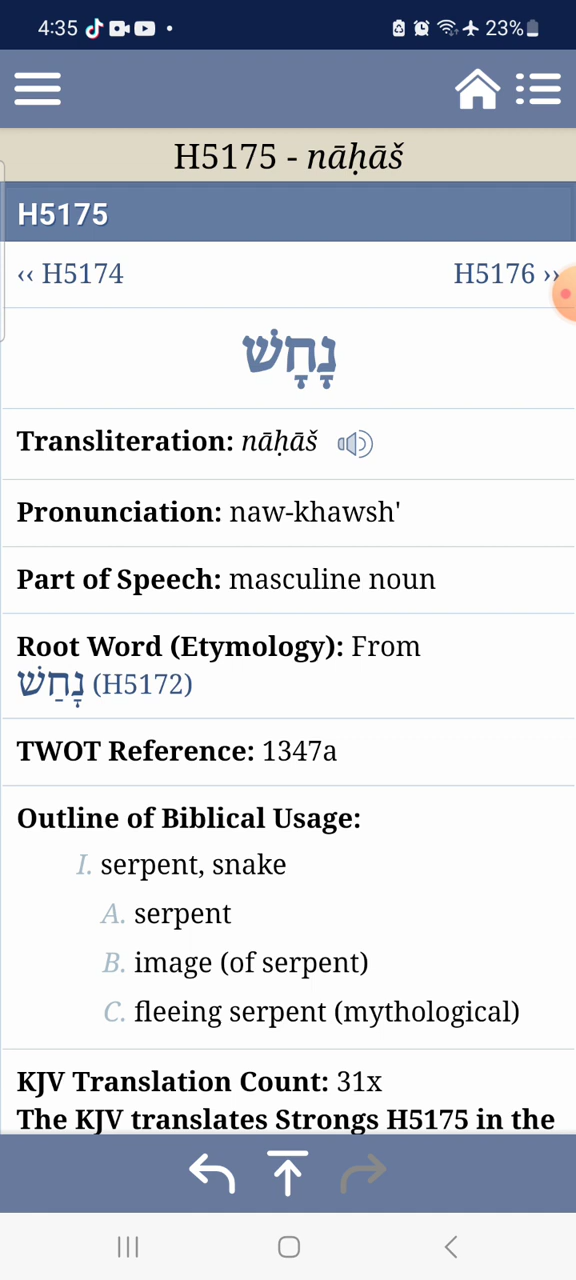 4:35
23%
H5175 - nāḥāš
H5175
‹‹ H5174
H5176 ››
נָחָשׁ
Transliteration: nāḥāš
Pronunciation: naw-khawsh'
Part of Speech: masculine noun
Root Word (Etymology): From
נָחַשׁ (H5172)
TWOT Reference: 1347a
Outline of Biblical Usage:
I. serpent, snake
A. serpent
B. image (of serpent)
C. fleeing serpent (mythological)
KJV Translation Count: 31x
The KJV translates Strongs H5175 in the